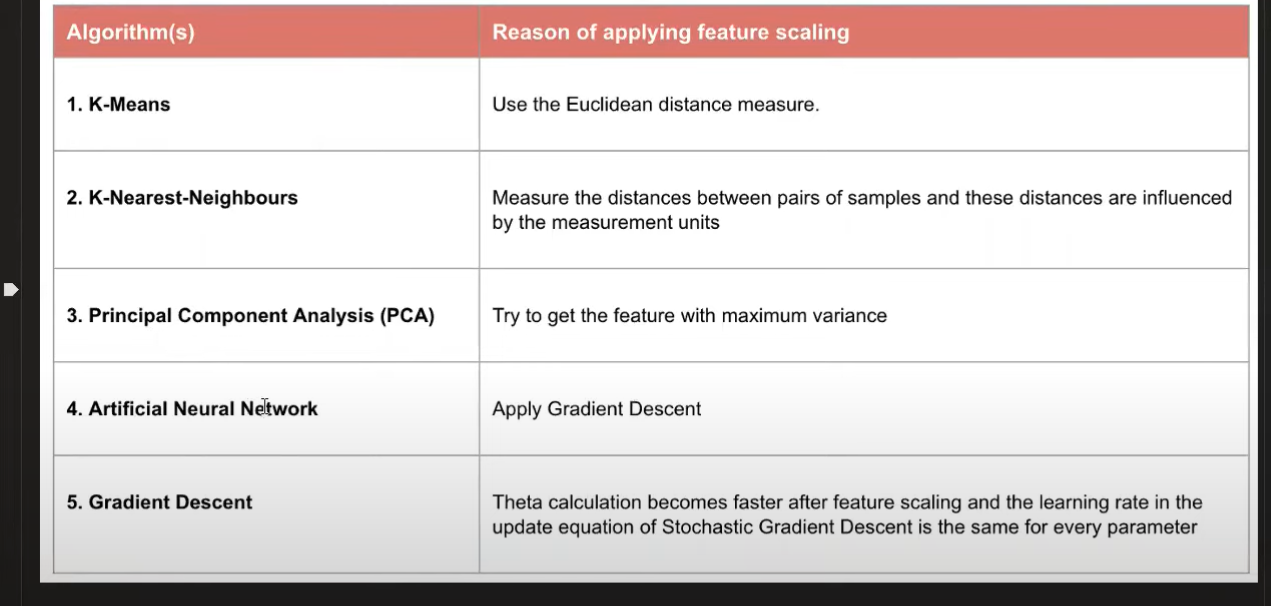 Algorithm(s)
Reason of applying feature scaling
1. K-Means
Use the Euclidean distance measure.
2. K-Nearest-Neighbours
Measure the distances between pairs of samples and these distances are influenced
by the measurement units
3. Principal Component Analysis (PCA)
Try to get the feature with maximum variance
4. Artificial Neural Network
Apply Gradient Descent
5. Gradient Descent
Theta calculation becomes faster after feature scaling and the learning rate in the
update equation of Stochastic Gradient Descent is the same for every parameter